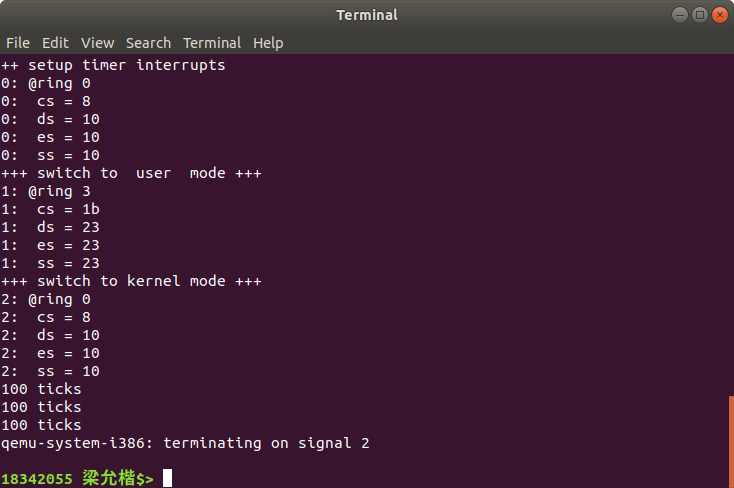 Terminal
File Edit View Search Terminal Help
++ setup timer interrupts
0: @ring 0
0:  cs = 8
0:  ds = 10
0:  es = 10
0:  ss = 10
+++ switch to  user  mode +++
1: @ring 3
1:  cs = 1b
1:  ds = 23
1:  es = 23
1:  ss = 23
+++ switch to kernel mode +++
2: @ring 0
2:  cs = 8
2:  ds = 10
2:  es = 10
2:  ss = 10
100 ticks
100 ticks
100 ticks
qemu-system-i386: terminating on signal 2
18342055 梁允楷$>